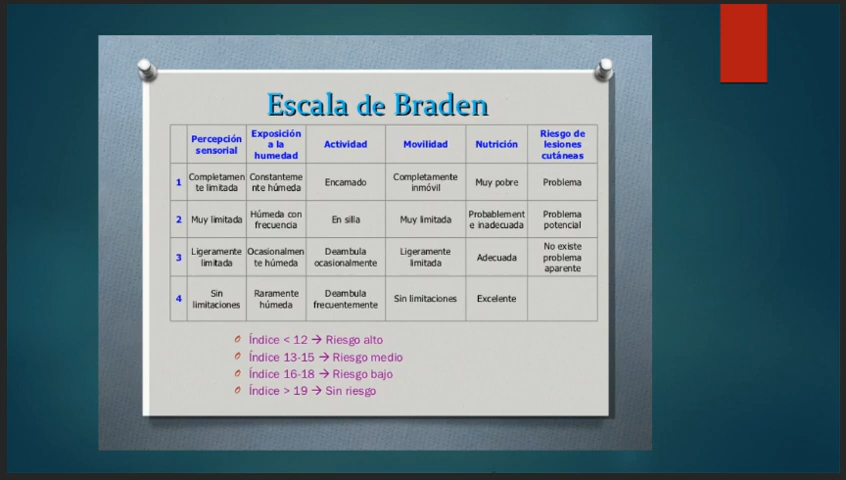 Escala de Braden
Percepción sensorial Exposición a la humedad Actividad Movilidad Nutrición Riesgo de lesiones cutáneas
1 Completamente limitada Constantemente húmeda Encamado Completamente inmóvil Muy pobre Problema
2 Muy limitada Húmeda con frecuencia En silla Muy limitada Probablemente inadecuada Problema potencial
3 Ligeramente limitada Ocasionalmente húmeda Deambula ocasionalmente Ligeramente limitada Adecuada No existe problema aparente
4 Sin limitaciones Raramente húmeda Deambula frecuentemente Sin limitaciones Excelente
Índice < 12 → Riesgo alto
Índice 13-15 → Riesgo medio
Índice 16-18 → Riesgo bajo
Índice > 19 → Sin riesgo